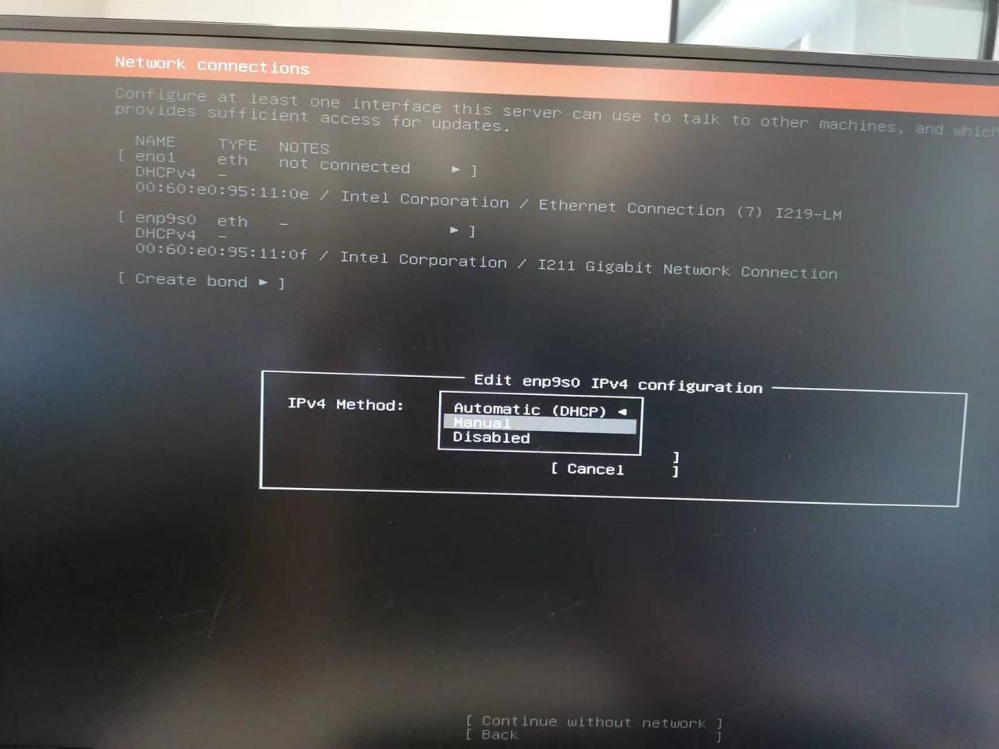 Network connections
Configure at least one interface this server can use to talk to other machines, and which
provides sufficient access for updates.
NAME TYPE NOTES
[ eno1 eth not connected ▸ ]
DHCPv4 –
00:60:e0:95:11:0e / Intel Corporation / Ethernet Connection (7) I219-LM
[ enp9s0 eth – ▸ ]
DHCPv4 –
00:60:e0:95:11:0f / Intel Corporation / I211 Gigabit Network Connection
[ Create bond ▸ ]
Edit enp9s0 IPv4 configuration
IPv4 Method: Automatic (DHCP) ◂
Manual
Disabled
]
[ Cancel ]
[ Continue without network ]
[ Back ]